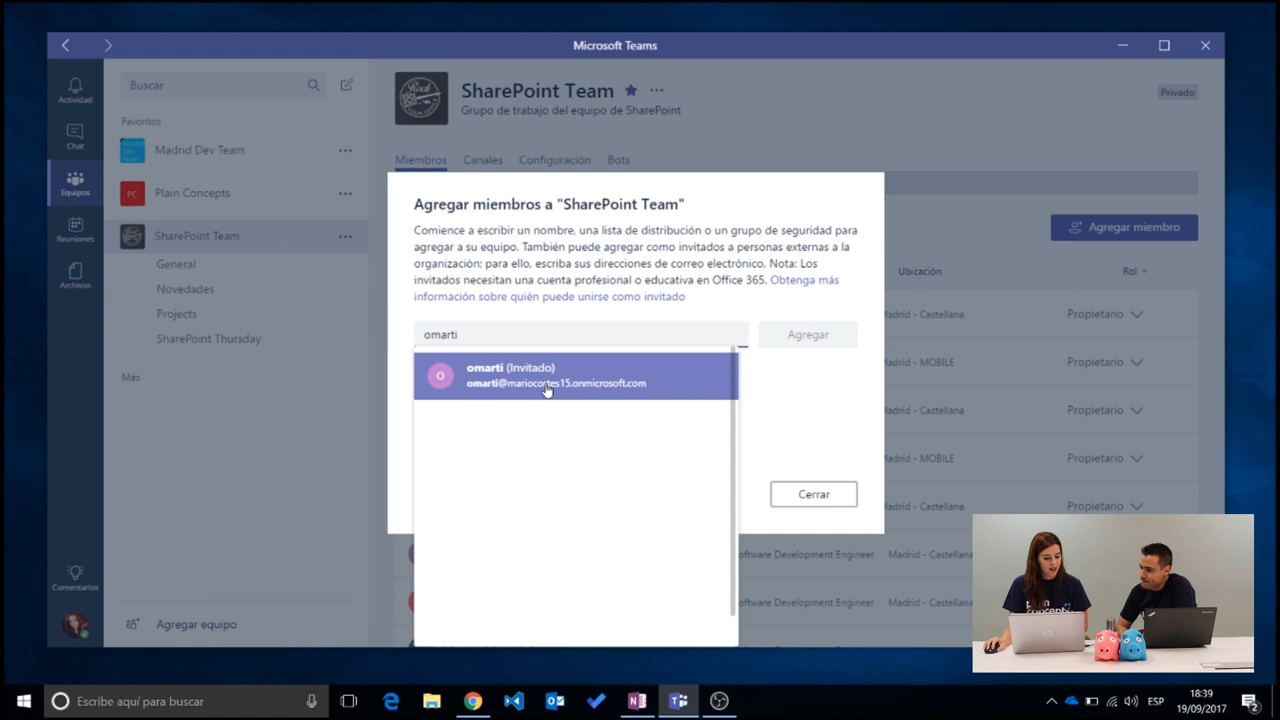 Microsoft Teams
Buscar
Actividad
Favoritos
Chat
Madrid Dev Team
Equipos
PC
Plain Concepts
Reuniones
SharePoint Team
General
Archivos
Novedades
Projects
SharePoint Thursday
Más
Comentarios
Agregar equipo
Rock
SharePoint Team
Grupo de trabajo del equipo de SharePoint
Privado
Miembros
Canales
Configuración
Bots
Agregar miembro
Ubicación
Rol
Madrid - Castellana
Propietario
Madrid - MOBILE
Propietario
Madrid - Castellana
Propietario
Madrid - MOBILE
Propietario
Madrid - Castellana
Propietario
oftware Development Engineer
Madrid - Castellana
oftware Development Engineer
Madrid - Castellana
Agregar miembros a "SharePoint Team"
Comience a escribir un nombre, una lista de distribución o un grupo de seguridad para
agregar a su equipo. También puede agregar como invitados a personas externas a la
organización; para ello, escriba sus direcciones de correo electrónico. Nota: Los
invitados necesitan una cuenta profesional o educativa en Office 365. Obtenga más
información sobre quién puede unirse como invitado
omarti
Agregar
O
omarti (Invitado)
omarti@mariocortes15.onmicrosoft.com
Cerrar
Escribe aquí para buscar
ESP
18:39
19/09/2017
2